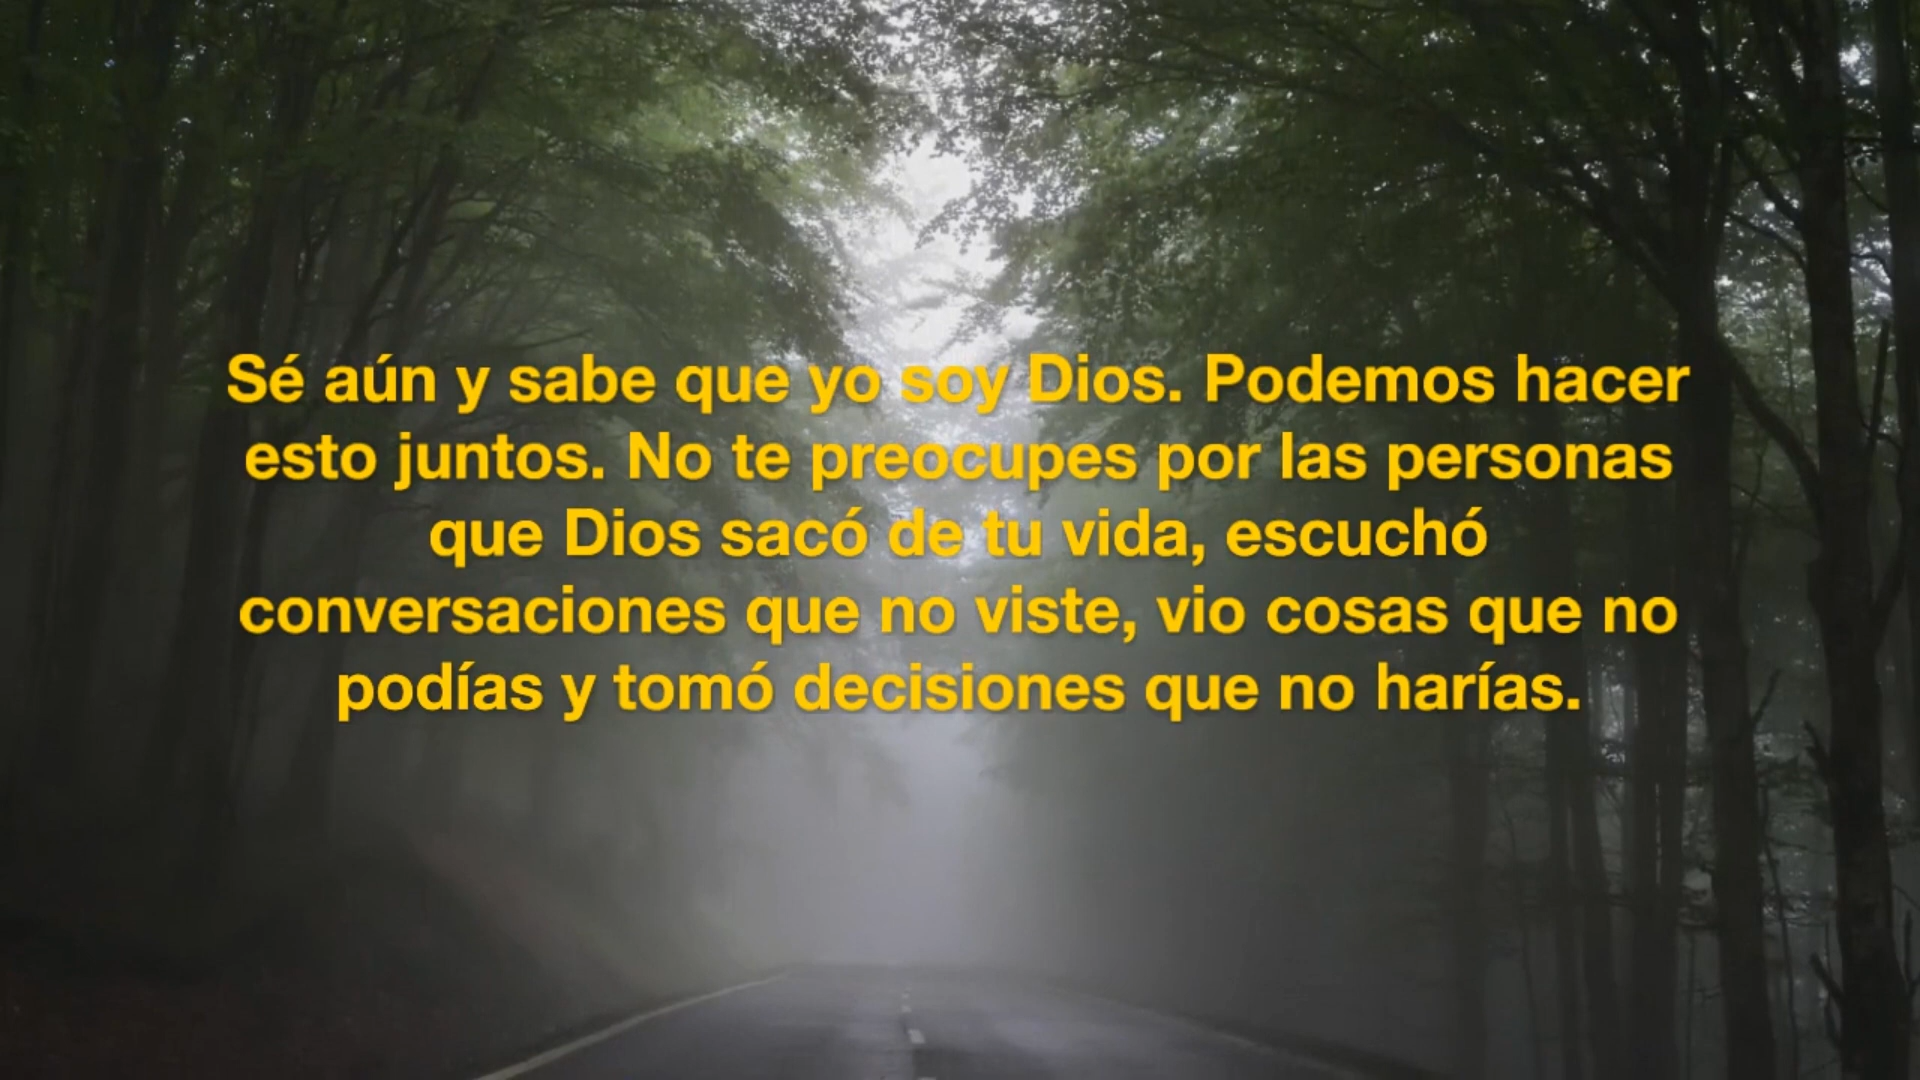 Sé aún y sabe que yo soy Dios. Podemos hacer
esto juntos. No te preocupes por las personas
que Dios sacó de tu vida, escuchó
conversaciones que no viste, vio cosas que no
podías y tomó decisiones que no harías.